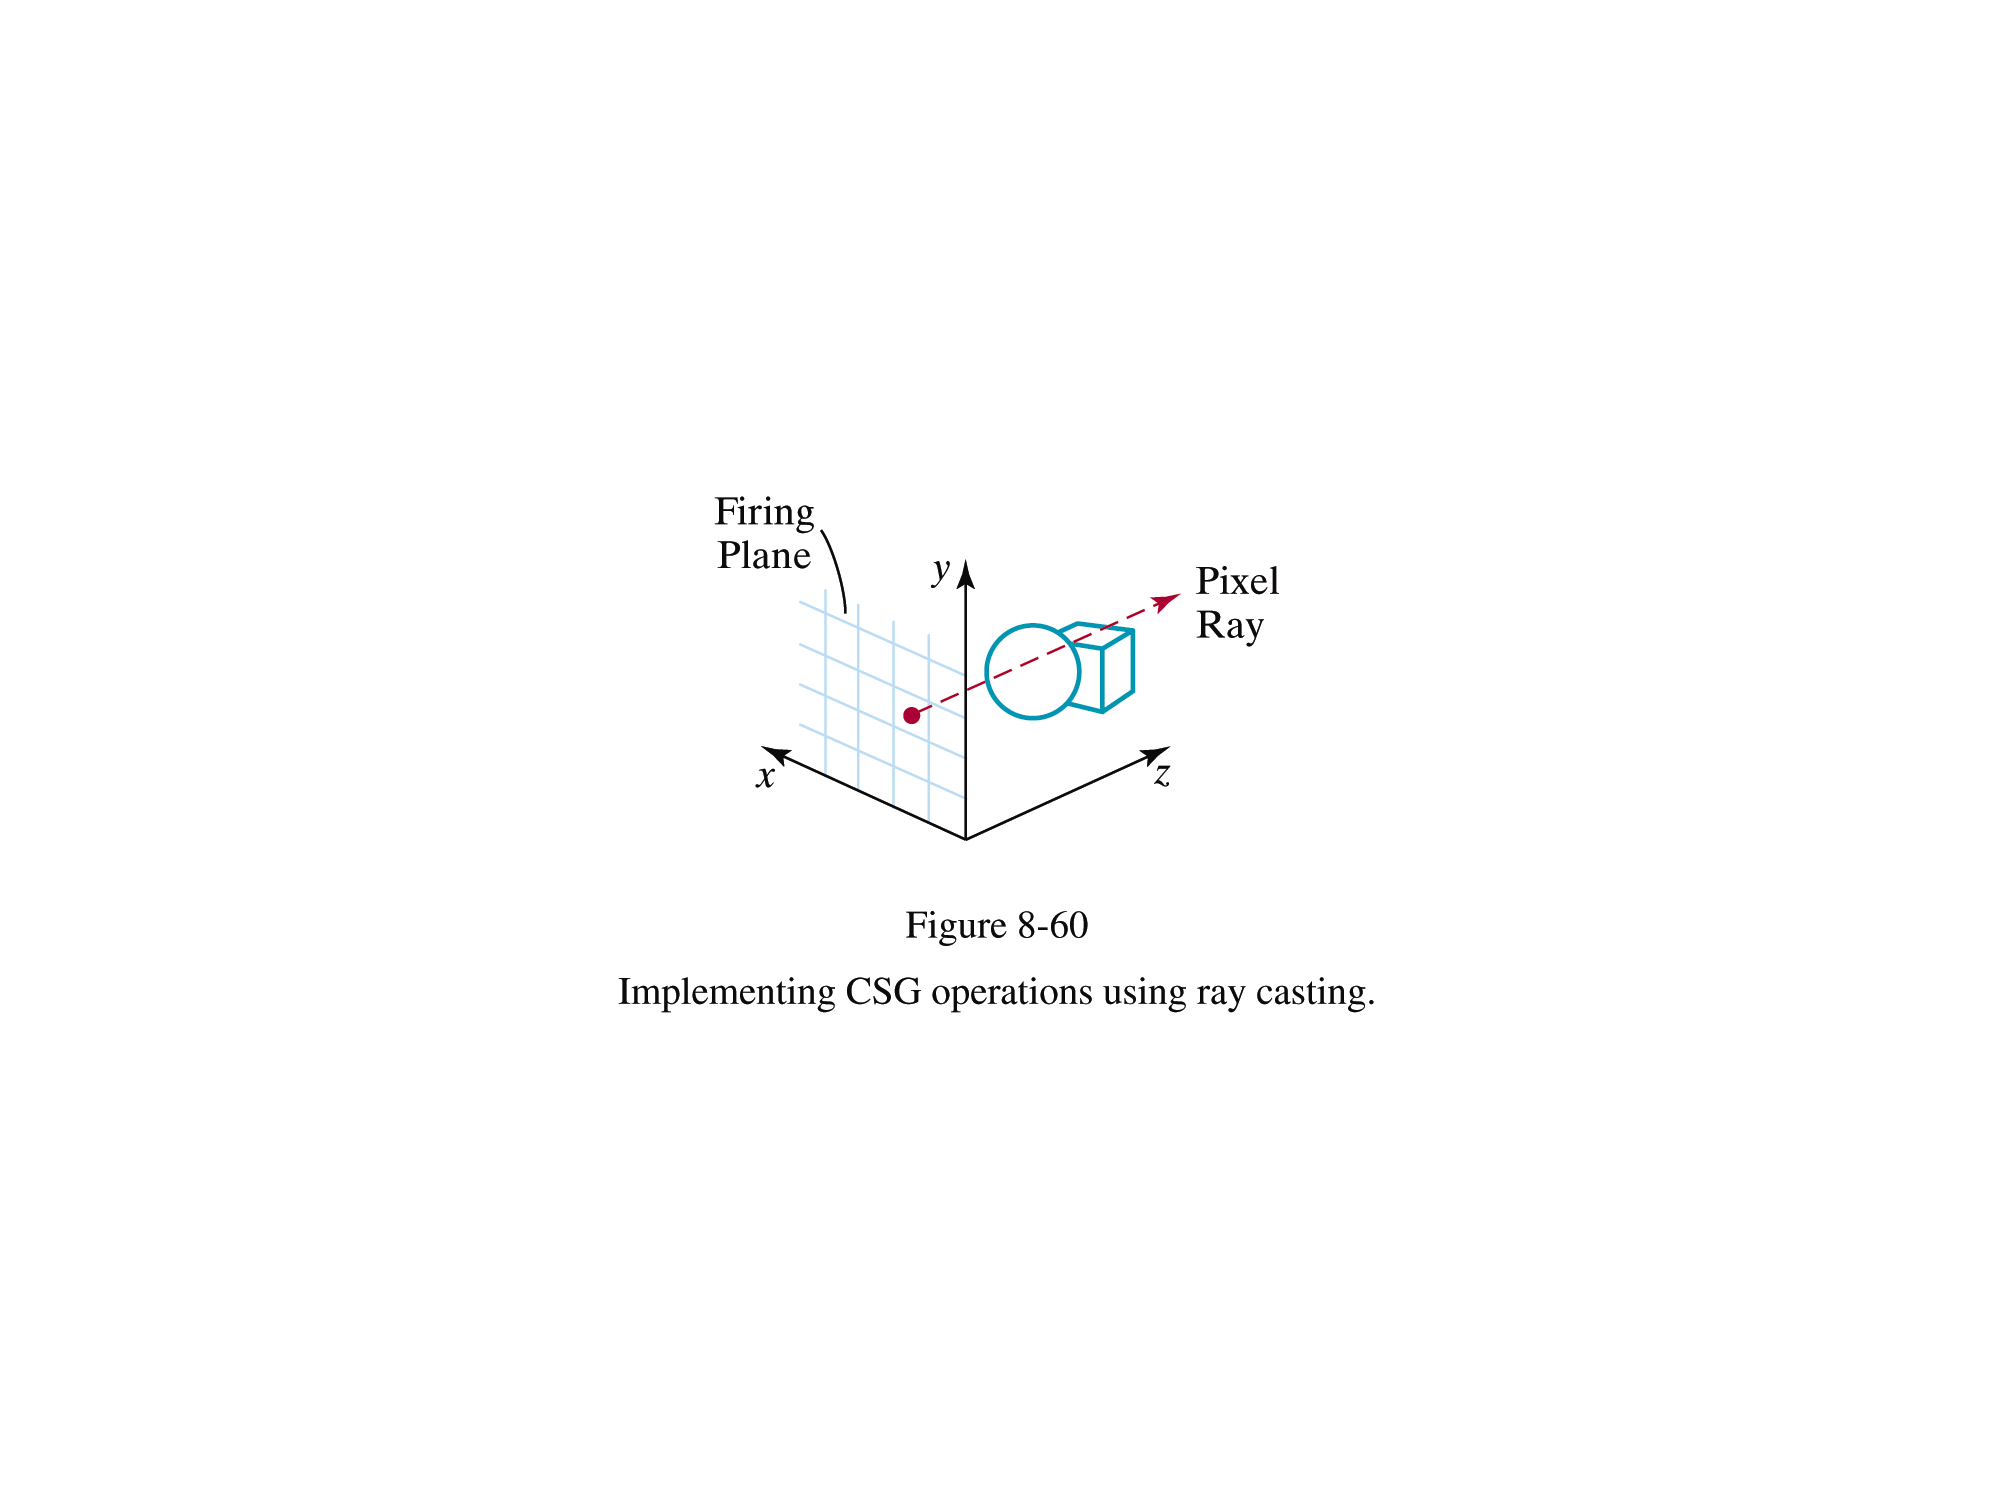 Firing
Plane
y
Pixel
Ray
x
z
Figure 8-60
Implementing CSG operations using ray casting.